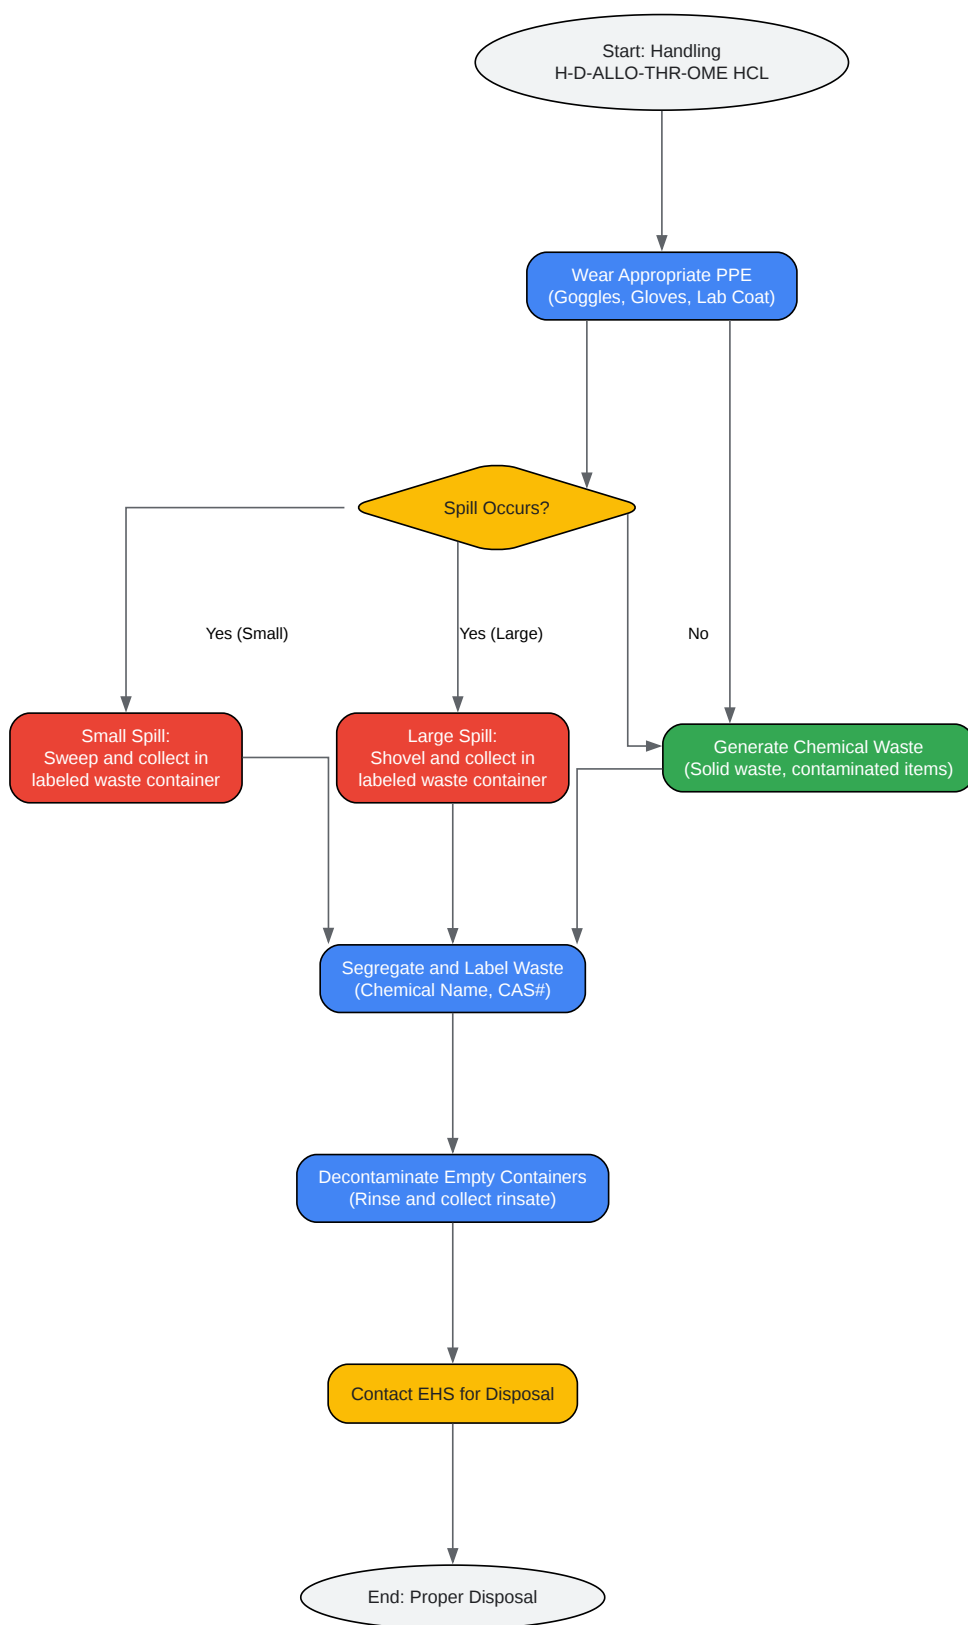 Start: Handling
H-D-ALLO-THR-OME HCL
Wear Appropriate PPE
(Goggles, Gloves, Lab Coat)
Spill Occurs?
Yes (Small)
Yes (Large)
No
Small Spill:
Sweep and collect in
labeled waste container
Large Spill:
Shovel and collect in
labeled waste container
Generate Chemical Waste
(Solid waste, contaminated items)
Segregate and Label Waste
(Chemical Name, CAS#)
Decontaminate Empty Containers
(Rinse and collect rinsate)
Contact EHS for Disposal
End: Proper Disposal